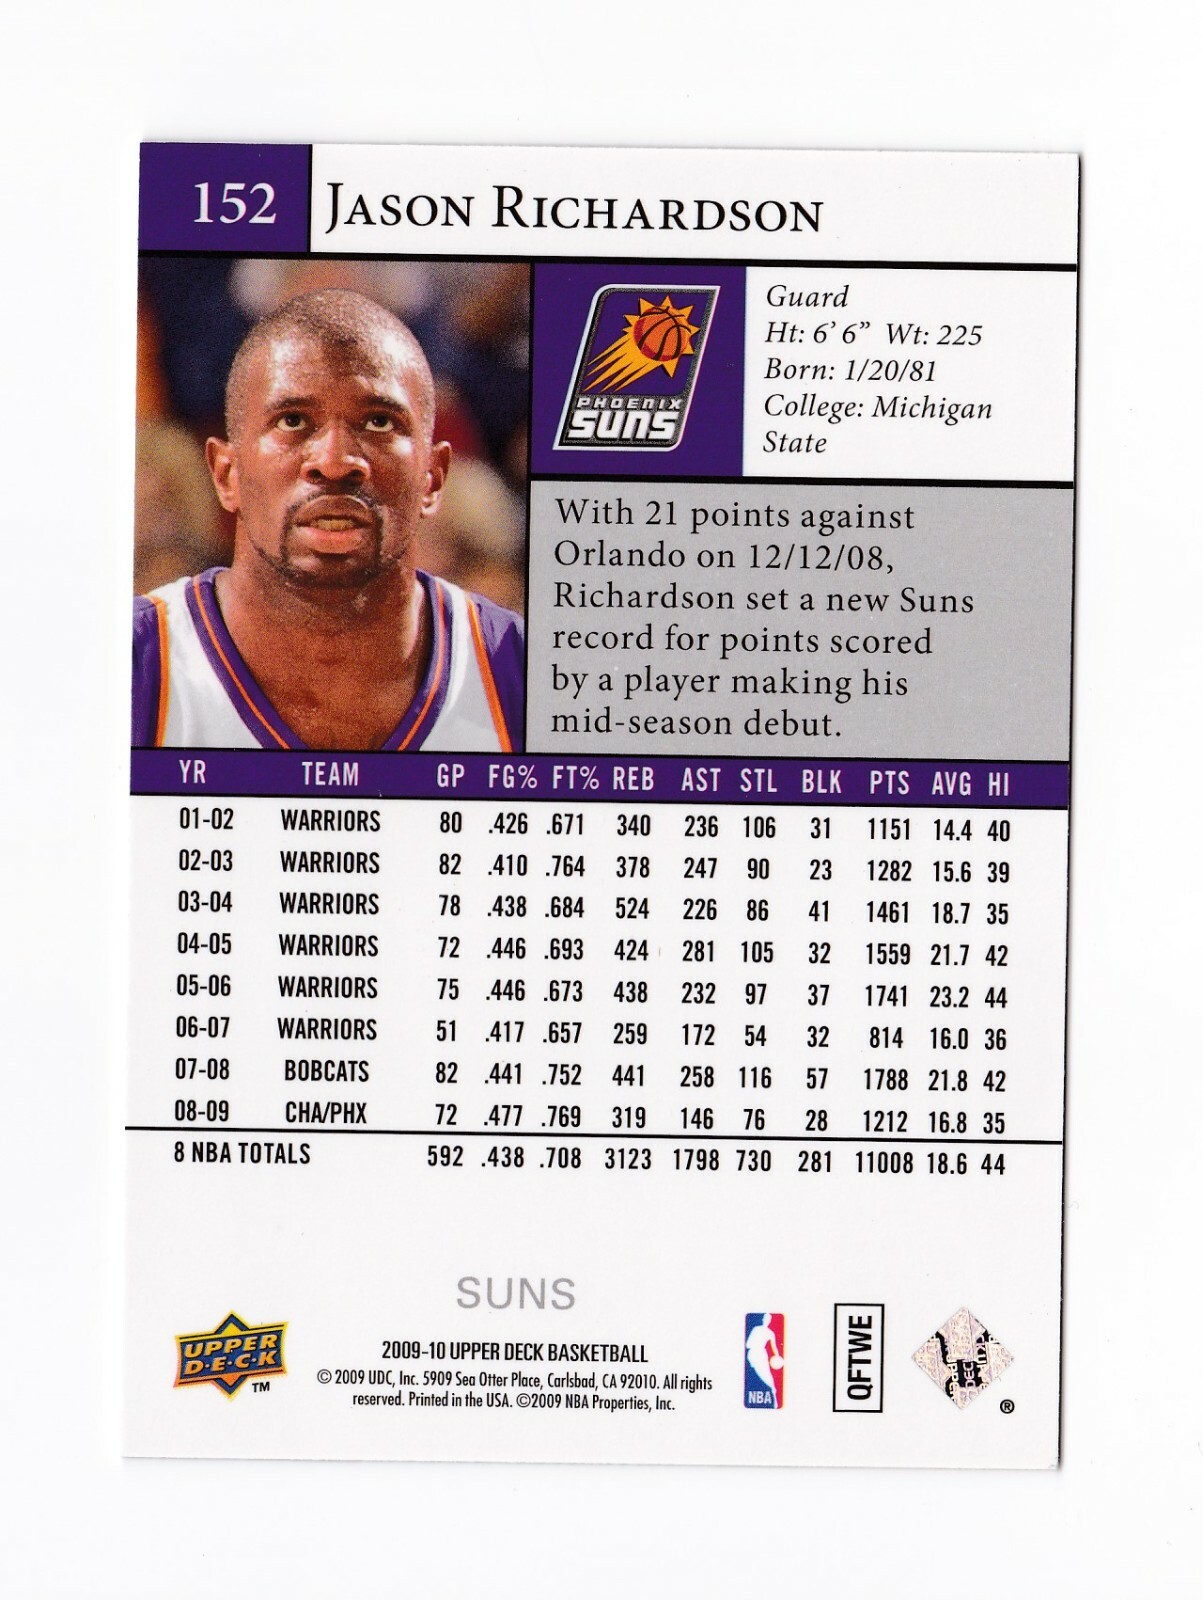 152 JASON RICHARDSON
PHOENIX
SUNS
Guard
Ht: 6' 6" Wt: 225
Born: 1/20/81
College: Michigan
State
With 21 points against
Orlando on 12/12/08,
Richardson set a new Suns
record for points scored
by a player making his
mid-season debut.
YR TEAM GP FG% FT% REB AST STL BLK PTS AVG HI
01-02 WARRIORS 80 .426 .671 340 236 106 31 1151 14.4 40
02-03 WARRIORS 82 .410 .764 378 247 90 23 1282 15.6 39
03-04 WARRIORS 78 .438 .684 524 226 86 41 1461 18.7 35
04-05 WARRIORS 72 .446 .693 424 281 105 32 1559 21.7 42
05-06 WARRIORS 75 .446 .673 438 232 97 37 1741 23.2 44
06-07 WARRIORS 51 .417 .657 259 172 54 32 814 16.0 36
07-08 BOBCATS 82 .441 .752 441 258 116 57 1788 21.8 42
08-09 CHA/PHX 72 .477 .769 319 146 76 28 1212 16.8 35
8 NBA TOTALS 592 .438 .708 3123 1798 730 281 11008 18.6 44
SUNS
UPPER
D·E·C·K
TM
2009-10 UPPER DECK BASKETBALL
© 2009 UDC, Inc. 5909 Sea Otter Place, Carlsbad, CA 92010. All rights
reserved. Printed in the USA. ©2009 NBA Properties, Inc.
NBA
QFTWE
®